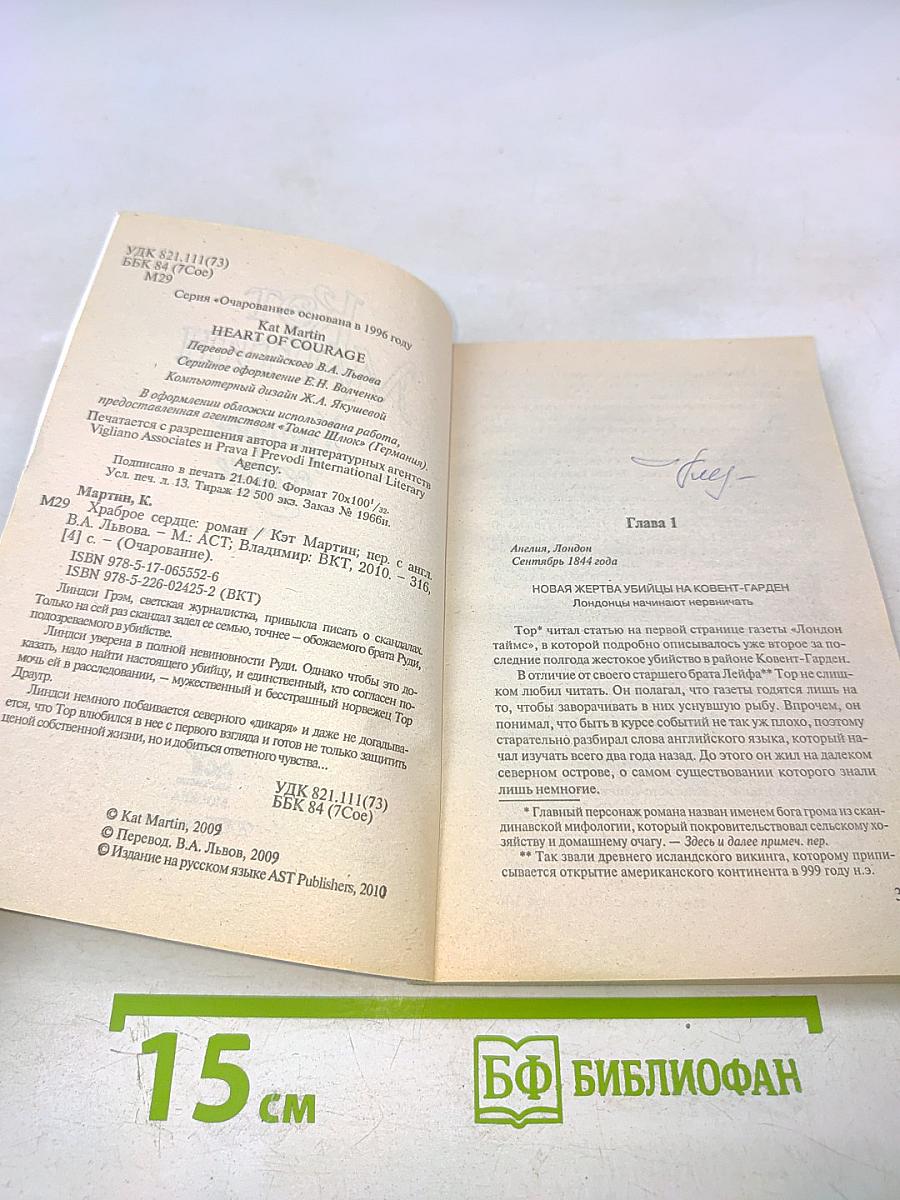 УДК 821.111(73)
ББК 84 (7Сое)
М29
Серия «Очарование» основана в 1996 году
Kat Martin
HEART OF COURAGE
Перевод с английского В.А. Львова
Серийное оформление Е.Н. Волченко
Компьютерный дизайн Ж.А. Якушевой
В оформлении обложки использована работа,
предоставленная агентством «Томас Шлюк» (Германия).
Печатается с разрешения автора и литературных агентств
Vigliano Associates и Prava I Prevodi International Literary
Agency.
Подписано в печать 21.04.10. Формат 70x100 1/32.
Усл. печ. л. 13. Тираж 12 500 экз. Заказ № 1966и.
Мартин, К.
М29 Храброе сердце: роман / Кэт Мартин; пер. с англ.
В.А. Львова. – М.: АСТ; Владимир: ВКТ, 2010. – 316,
[4] с. – (Очарование).
ISBN 978-5-17-065552-6
ISBN 978-5-226-02425-2 (ВКТ)
Линдси Грэм, светская журналистка, привыкла писать о скандалах.
Только на сей раз скандал задел ее семью, точнее – обожаемого брата Руди,
подозреваемого в убийстве.
Линдси уверена в полной невиновности Руди. Однако чтобы это до-
казать, надо найти настоящего убийцу, и единственный, кто согласен по-
мочь ей в расследовании, – мужественный и бесстрашный норвежец Тор
Драугр.
Линдси немного побаивается северного «дикаря» и даже не догадыва-
ется, что Тор влюбился в нее с первого взгляда и готов не только защитить
ценой собственной жизни, но и добиться ответного чувства...
УДК 821.111(73)
ББК 84 (7Сое)
© Kat Martin, 2009
© Перевод. В.А. Львов, 2009
© Издание на русском языке AST Publishers, 2010
Глава 1
Англия, Лондон
Сентябрь 1844 года
НОВАЯ ЖЕРТВА УБИЙЦЫ НА КОВЕНТ-ГАРДЕН
Лондонцы начинают нервничать
Тор* читал статью на первой странице газеты «Лондон
таймс», в которой подробно описывалось уже второе за по-
следние полгода жестокое убийство в районе Ковент-Гарден.
В отличие от своего старшего брата Лейфа** Тор не слиш-
ком любил читать. Он полагал, что газеты годятся лишь на
то, чтобы заворачивать в них уснувшую рыбу. Впрочем, он
понимал, что быть в курсе событий не так уж плохо, поэтому
старательно разбирал слова английского языка, который на-
чал изучать всего два года назад. До этого он жил на далеком
северном острове, о самом существовании которого знали
лишь немногие.
* Главный персонаж романа назван именем бога грома из скан-
динавской мифологии, который покровительствовал сельскому хо-
зяйству и домашнему очагу. — Здесь и далее примеч. пер.
** Так звали древнего исландского викинга, которому припи-
сывается открытие американского континента в 999 году н.э.
3
15 см
БФ БИБЛИОФАН